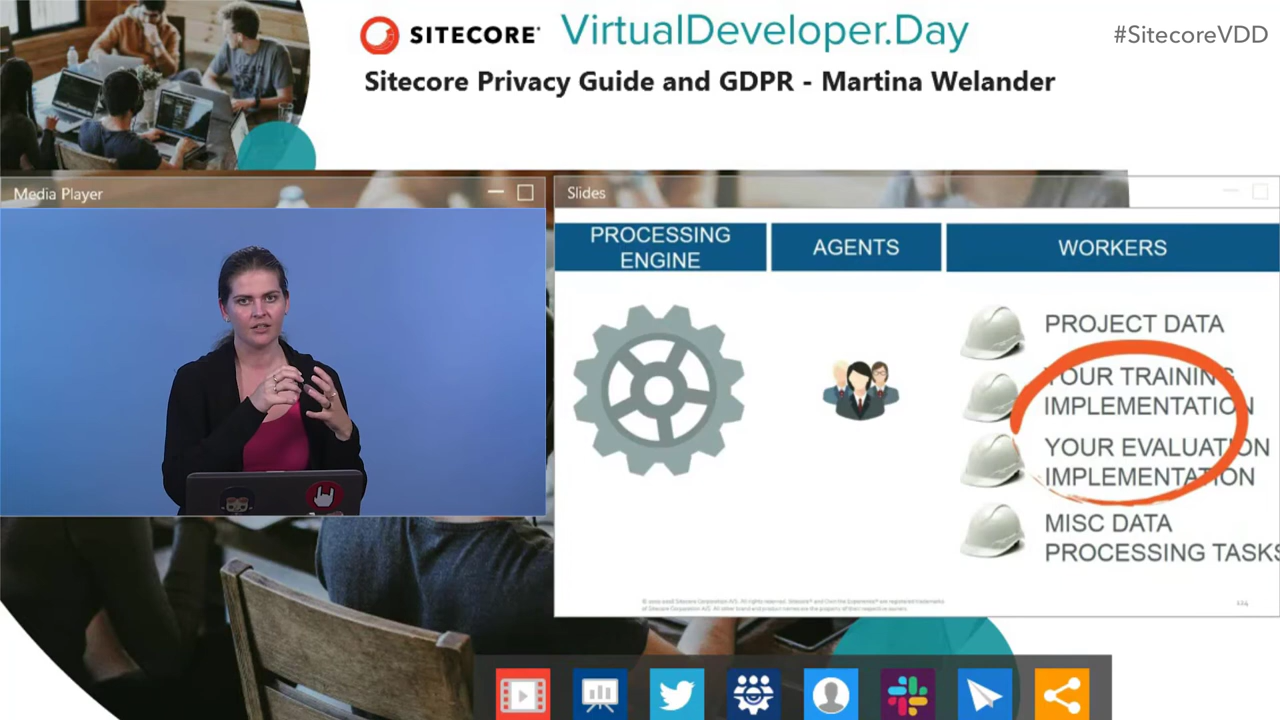 SITECORE VirtualDeveloper.Day
#SitecoreVDD
Sitecore Privacy Guide and GDPR - Martina Welander
Media Player
Slides
PROCESSING
ENGINE
AGENTS
WORKERS
PROJECT DATA
YOUR TRAINING
IMPLEMENTATION
YOUR EVALUATION
IMPLEMENTATION
MISC DATA
PROCESSING TASKS